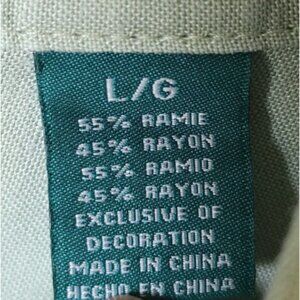 L/G
55% RAMIE
45% RAYON
55% RAMIO
45% RAYON
EXCLUSIVE OF
DECORATION
MADE IN CHINA
HECHO EN CHINA